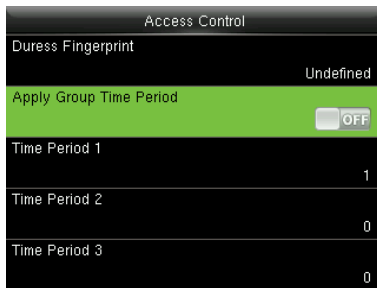 Access Control
Duress Fingerprint
Undefined
Apply Group Time Period
OFF
Time Period 1
1
Time Period 2
0
Time Period 3
0